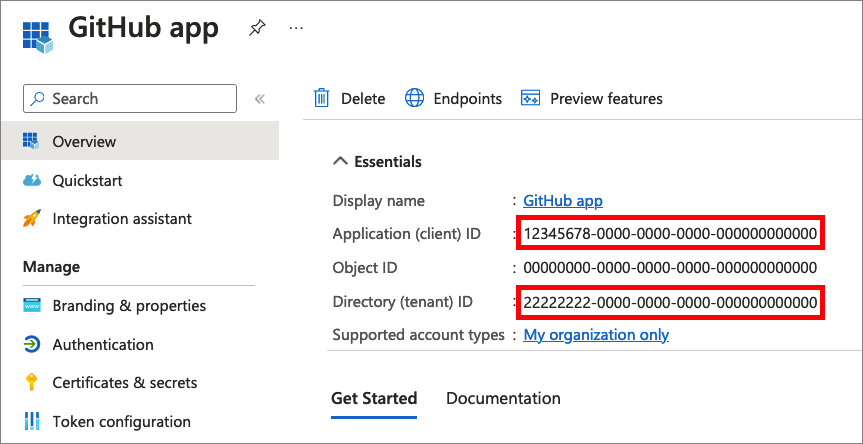 GitHub app
...
Search
«
Delete
Endpoints
Preview features
Overview
Quickstart
Integration assistant
Manage
Branding & properties
Authentication
Certificates & secrets
Token configuration
Essentials
Display name : GitHub app
Application (client) ID : 12345678-0000-0000-0000-000000000000
Object ID : 00000000-0000-0000-0000-000000000000
Directory (tenant) ID : 22222222-0000-0000-0000-000000000000
Supported account types : My organization only
Get Started
Documentation